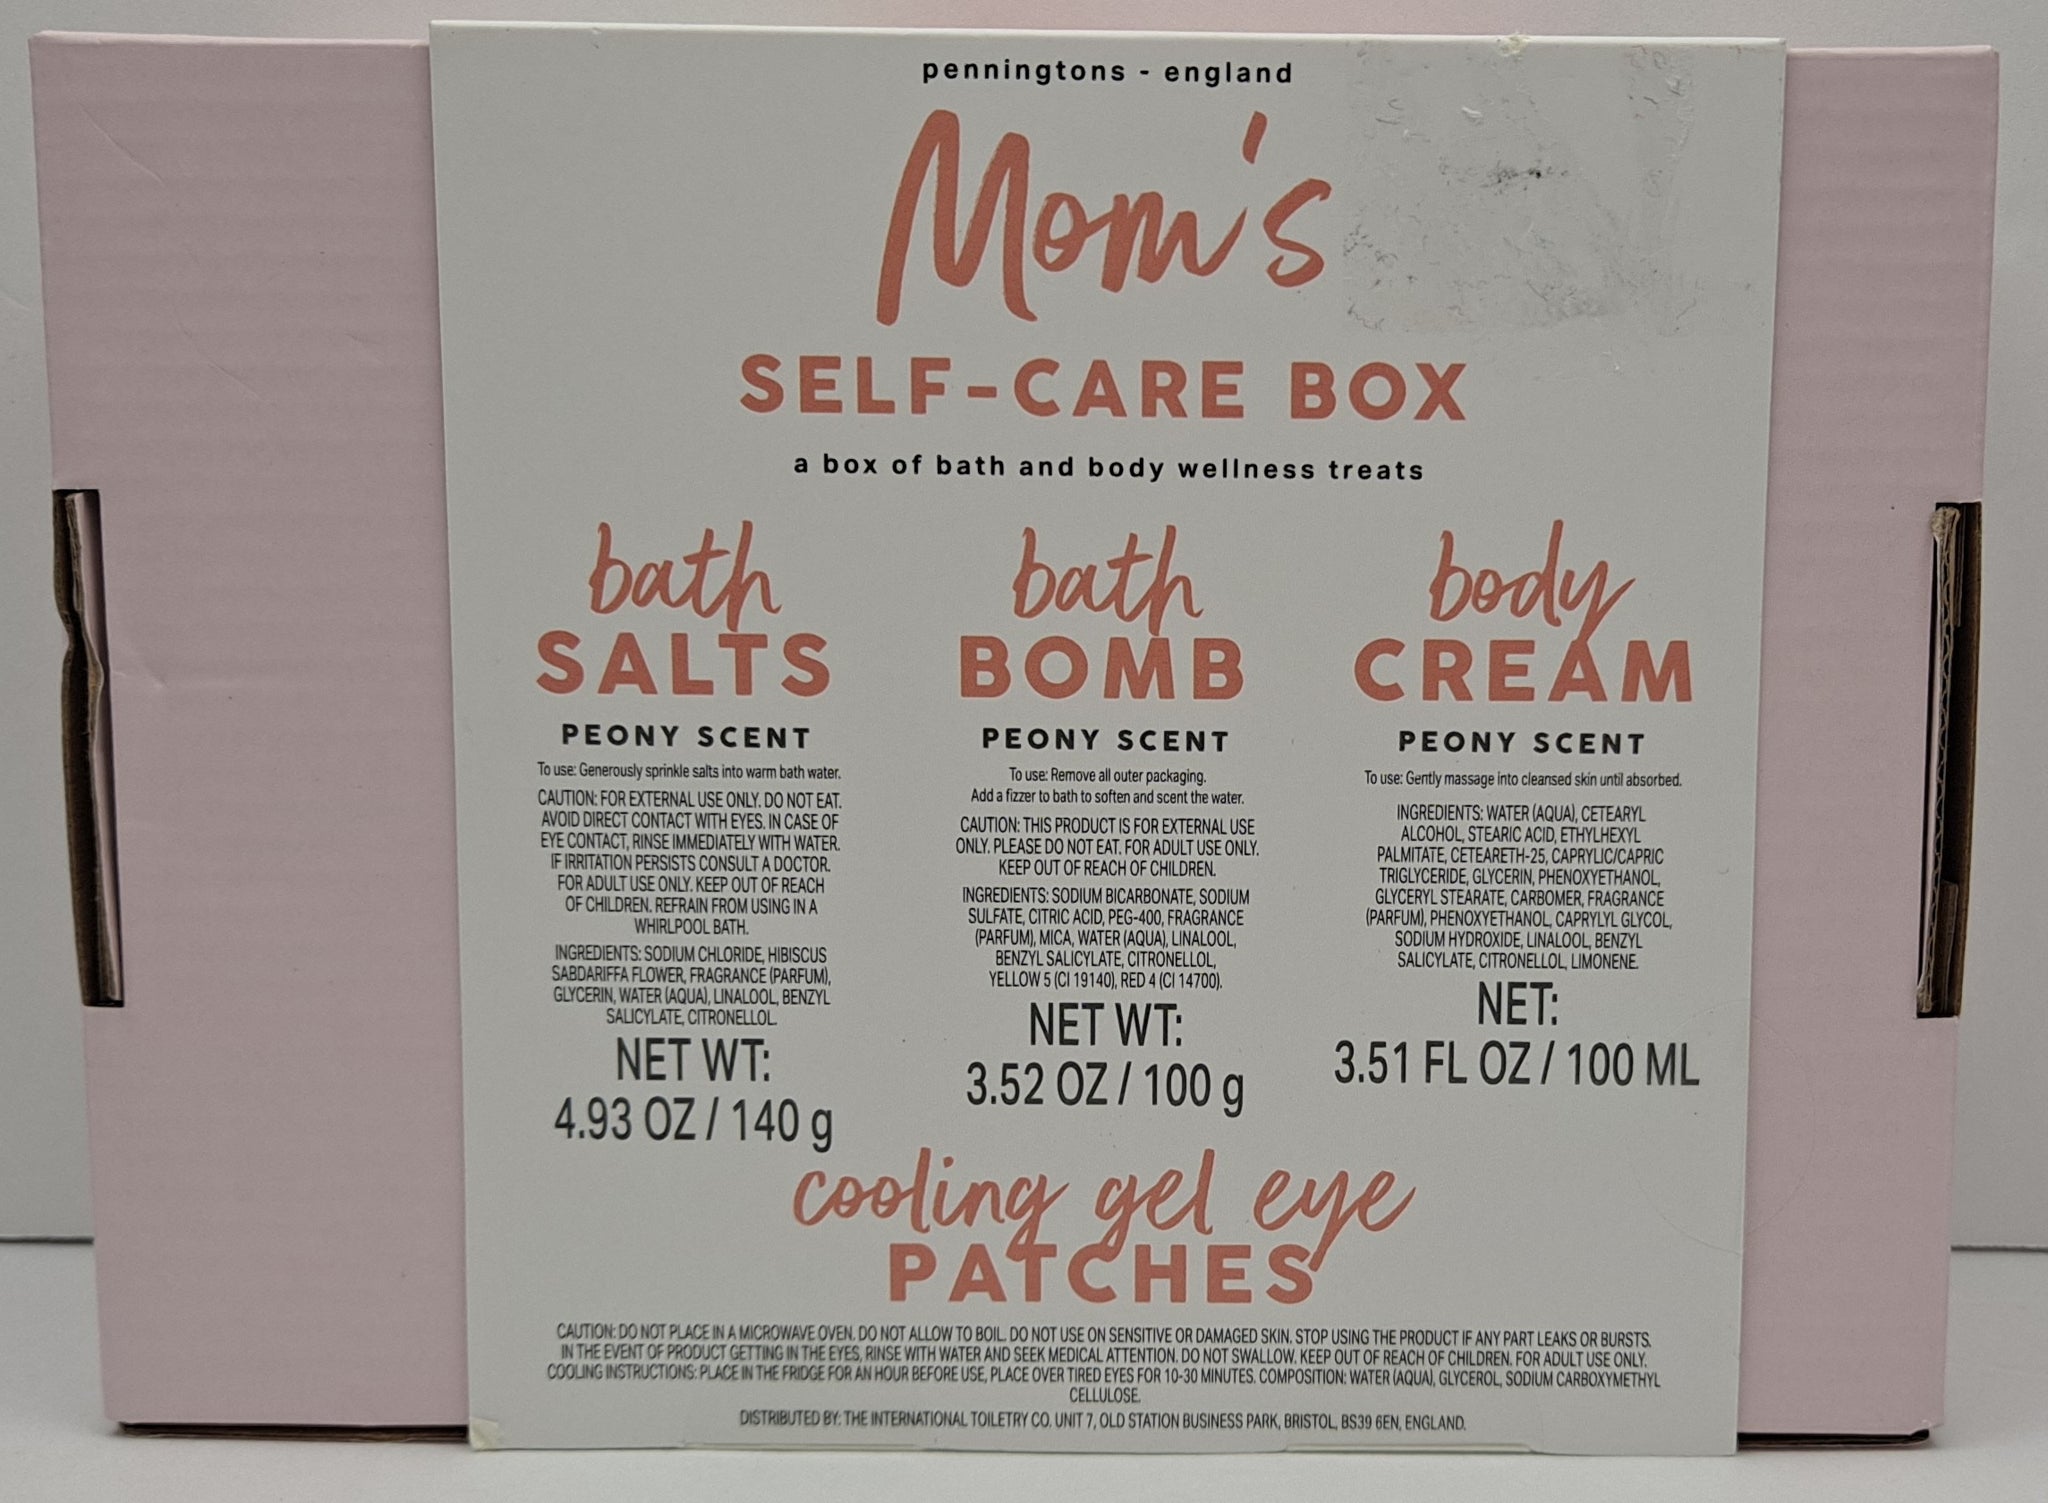 penningtons - england
Mom's
SELF-CARE BOX
a box of bath and body wellness treats
bath
SALTS
PEONY SCENT
To use: Generously sprinkle salts into warm bath water.
CAUTION: FOR EXTERNAL USE ONLY. DO NOT EAT.
AVOID DIRECT CONTACT WITH EYES. IN CASE OF
EYE CONTACT, RINSE IMMEDIATELY WITH WATER.
IF IRRITATION PERSISTS CONSULT A DOCTOR.
FOR ADULT USE ONLY. KEEP OUT OF REACH
OF CHILDREN. REFRAIN FROM USING IN A
WHIRLPOOL BATH.
INGREDIENTS: SODIUM CHLORIDE, HIBISCUS
SABDARIFFA FLOWER, FRAGRANCE (PARFUM),
GLYCERIN, WATER (AQUA), LINALOOL, BENZYL
SALICYLATE, CITRONELLOL.
NET WT:
4.93 OZ / 140 g
bath
BOMB
PEONY SCENT
To use: Remove all outer packaging.
Add a fizzer to bath to soften and scent the water.
CAUTION: THIS PRODUCT IS FOR EXTERNAL USE
ONLY. PLEASE DO NOT EAT. FOR ADULT USE ONLY.
KEEP OUT OF REACH OF CHILDREN.
INGREDIENTS: SODIUM BICARBONATE, SODIUM
SULFATE, CITRIC ACID, PEG-400, FRAGRANCE
(PARFUM), MICA, WATER (AQUA), LINALOOL,
BENZYL SALICYLATE, CITRONELLOL,
YELLOW 5 (CI 19140), RED 4 (CI 14700).
NET WT:
3.52 OZ / 100 g
body
CREAM
PEONY SCENT
To use: Gently massage into cleansed skin until absorbed.
INGREDIENTS: WATER (AQUA), CETEARYL
ALCOHOL, STEARIC ACID, ETHYLHEXYL
PALMITATE, CETEARETH-25, CAPRYLIC/CAPRIC
TRIGLYCERIDE, GLYCERIN, PHENOXYETHANOL,
GLYCERYL STEARATE, CARBOMER, FRAGRANCE
(PARFUM), PHENOXYETHANOL, CAPRYLYL GLYCOL,
SODIUM HYDROXIDE, LINALOOL, BENZYL
SALICYLATE, CITRONELLOL, LIMONENE.
NET:
3.51 FL OZ / 100 ML
cooling gel eye
PATCHES
CAUTION: DO NOT PLACE IN A MICROWAVE OVEN. DO NOT ALLOW TO BOIL. DO NOT USE ON SENSITIVE OR DAMAGED SKIN. STOP USING THE PRODUCT IF ANY PART LEAKS OR BURSTS.
IN THE EVENT OF PRODUCT GETTING IN THE EYES, RINSE WITH WATER AND SEEK MEDICAL ATTENTION. DO NOT SWALLOW. KEEP OUT OF REACH OF CHILDREN. FOR ADULT USE ONLY.
COOLING INSTRUCTIONS: PLACE IN THE FRIDGE FOR AN HOUR BEFORE USE, PLACE OVER TIRED EYES FOR 10-30 MINUTES. COMPOSITION: WATER (AQUA), GLYCEROL, SODIUM CARBOXYMETHYL
CELLULOSE.
DISTRIBUTED BY: THE INTERNATIONAL TOILETRY CO. UNIT 7, OLD STATION BUSINESS PARK, BRISTOL, BS39 6EN, ENGLAND.